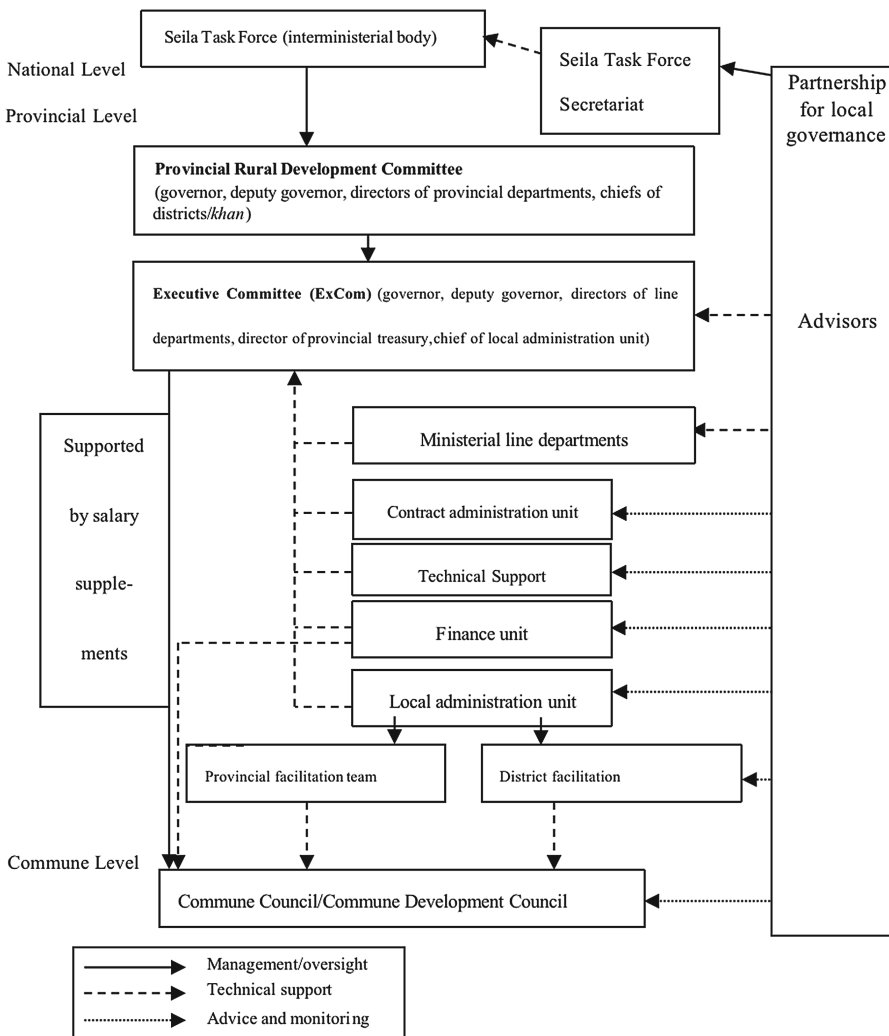 Seila Task Force (interministerial body)
Seila Task Force
Secretariat
National Level
Provincial Level
Partnership
for local
governance
Provincial Rural Development Committee
(governor, deputy governor, directors of provincial departments, chiefs of
districts/khan)
Executive Committee (ExCom) (governor, deputy governor, directors of line
departments, director of provincial treasury, chief of local administration unit)
Advisors
Supported
by salary
supple-
ments
Ministerial line departments
Contract administration unit
Technical Support
Finance unit
Local administration unit
Provincial facilitation team
District facilitation
Commune Level
Commune Council/Commune Development Council
Management/oversight
Technical support
Advice and monitoring